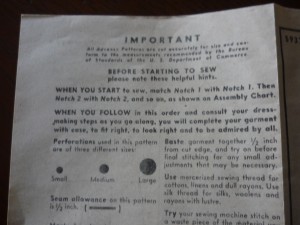 IMPORTANT
All Advance Patterns are cut accurately for size and con-
form to the measurements recommended by the Bureau
of Standards of the U. S. Department of Commerce.
BEFORE STARTING TO SEW
please note these helpful hints.
WHEN YOU START to sew, match Notch 1 with Notch 1. Then
Notch 2 with Notch 2, and so on, as shown on Assembly Chart.
WHEN YOU FOLLOW in this order and consult your dress-
making steps as you go along, you will complete your garment
with ease, to fit right, to look right and to be admired by all.
Perforations used in this pattern
are of three different sizes:
Small Medium Large
Seam allowance on this pattern
is ½ inch.
Baste garment together ½ inch
from cut edge, and try on before
final stitching for any small ad-
justments that may be necessary.
Use mercerized sewing thread for
cottons, linens and dull rayons. Use
silk thread for silks, woolens and
rayons with lustre.
Try your sewing machine stitch on
a waste piece of the material